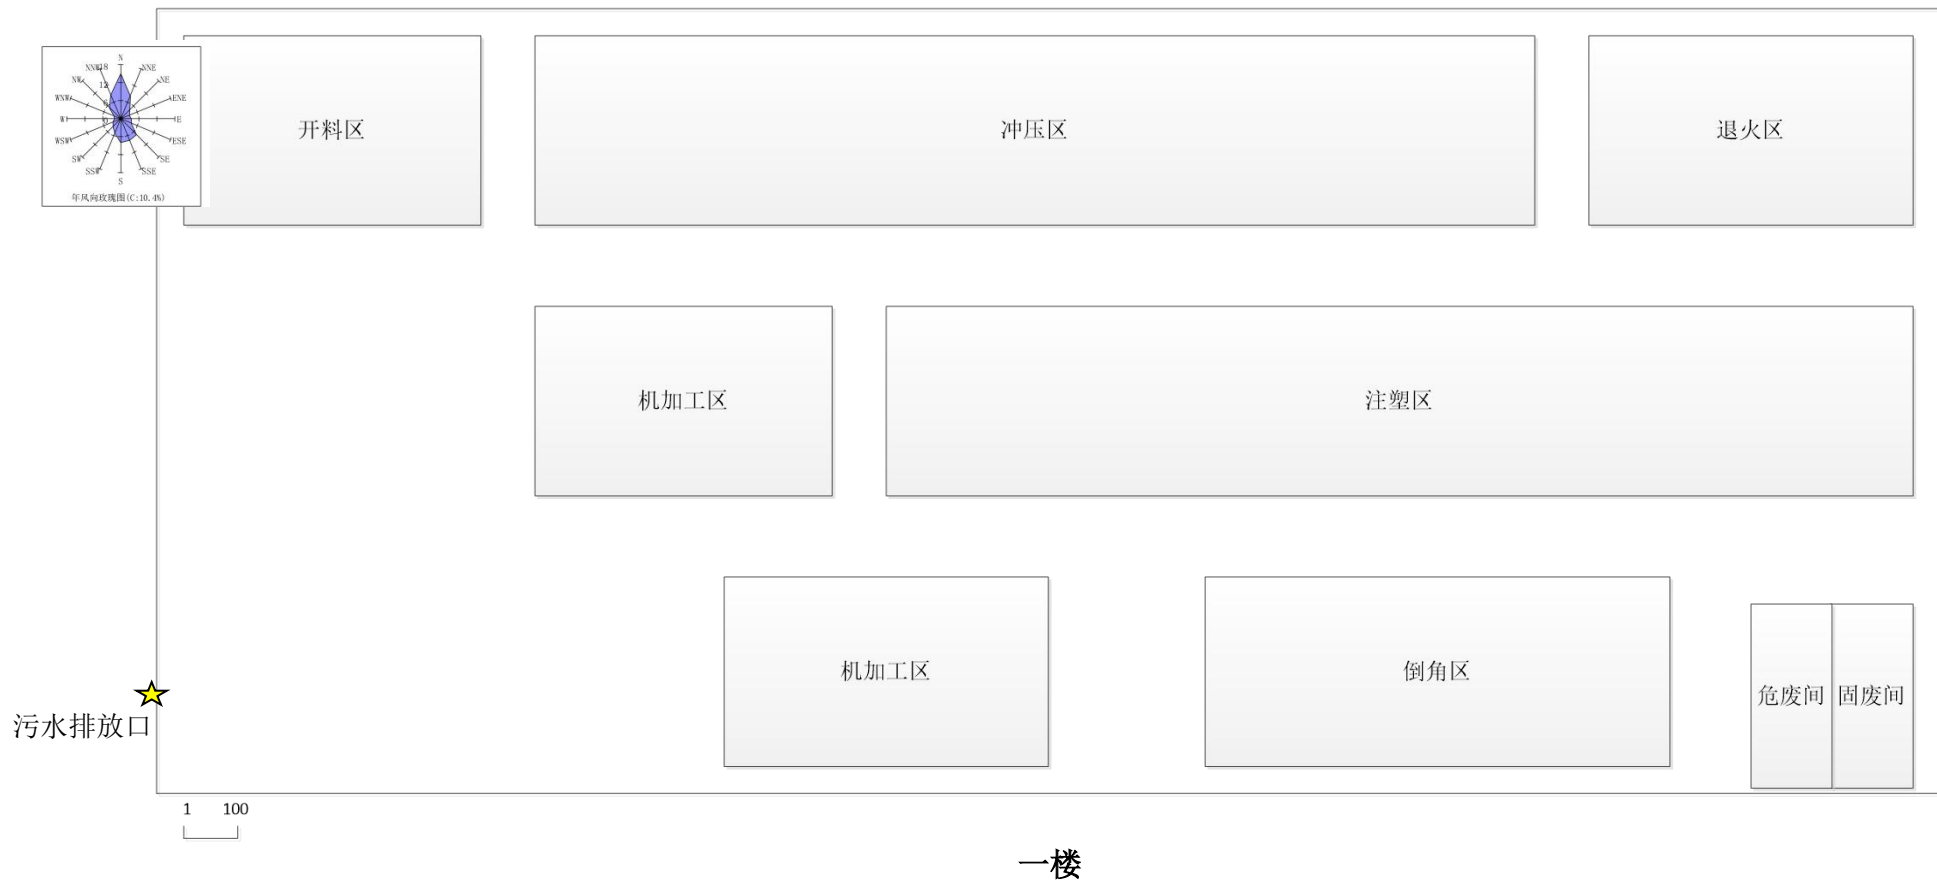 N
NNW
NNE
NW
NE
WNW
ENE
W
E
WSW
ESE
SW
SE
SSW
SSE
S
18
12
年风向玫瑰图(C:10.4%)
开料区
冲压区
退火区
机加工区
注塑区
机加工区
倒角区
危废间
固废间
污水排放口
1 100
一楼